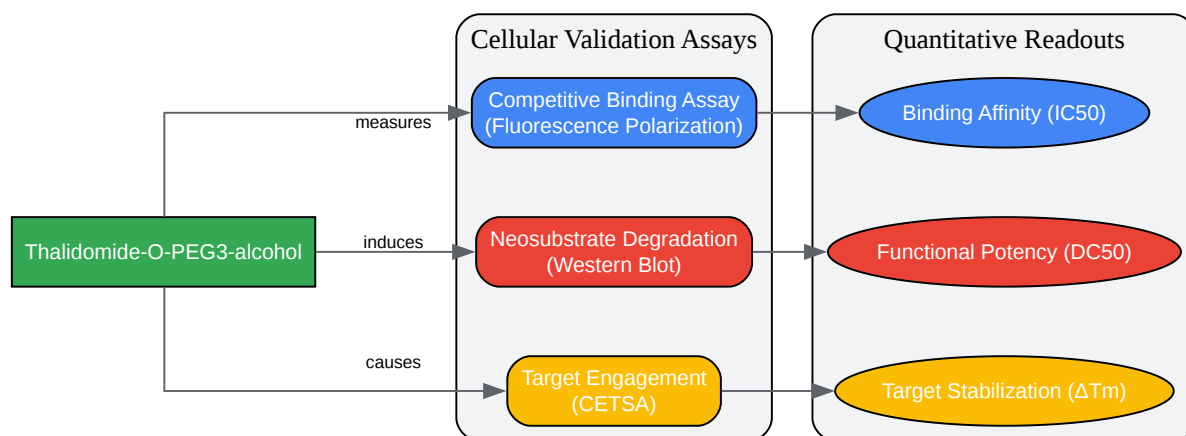 Cellular Validation Assays
Quantitative Readouts
Competitive Binding Assay
(Fluorescence Polarization)
Binding Affinity (IC50)
measures
Thalidomide-O-PEG3-alcohol
induces
Neosubstrate Degradation
(Western Blot)
Functional Potency (DC50)
causes
Target Engagement
(CETSA)
Target Stabilization (ΔTm)